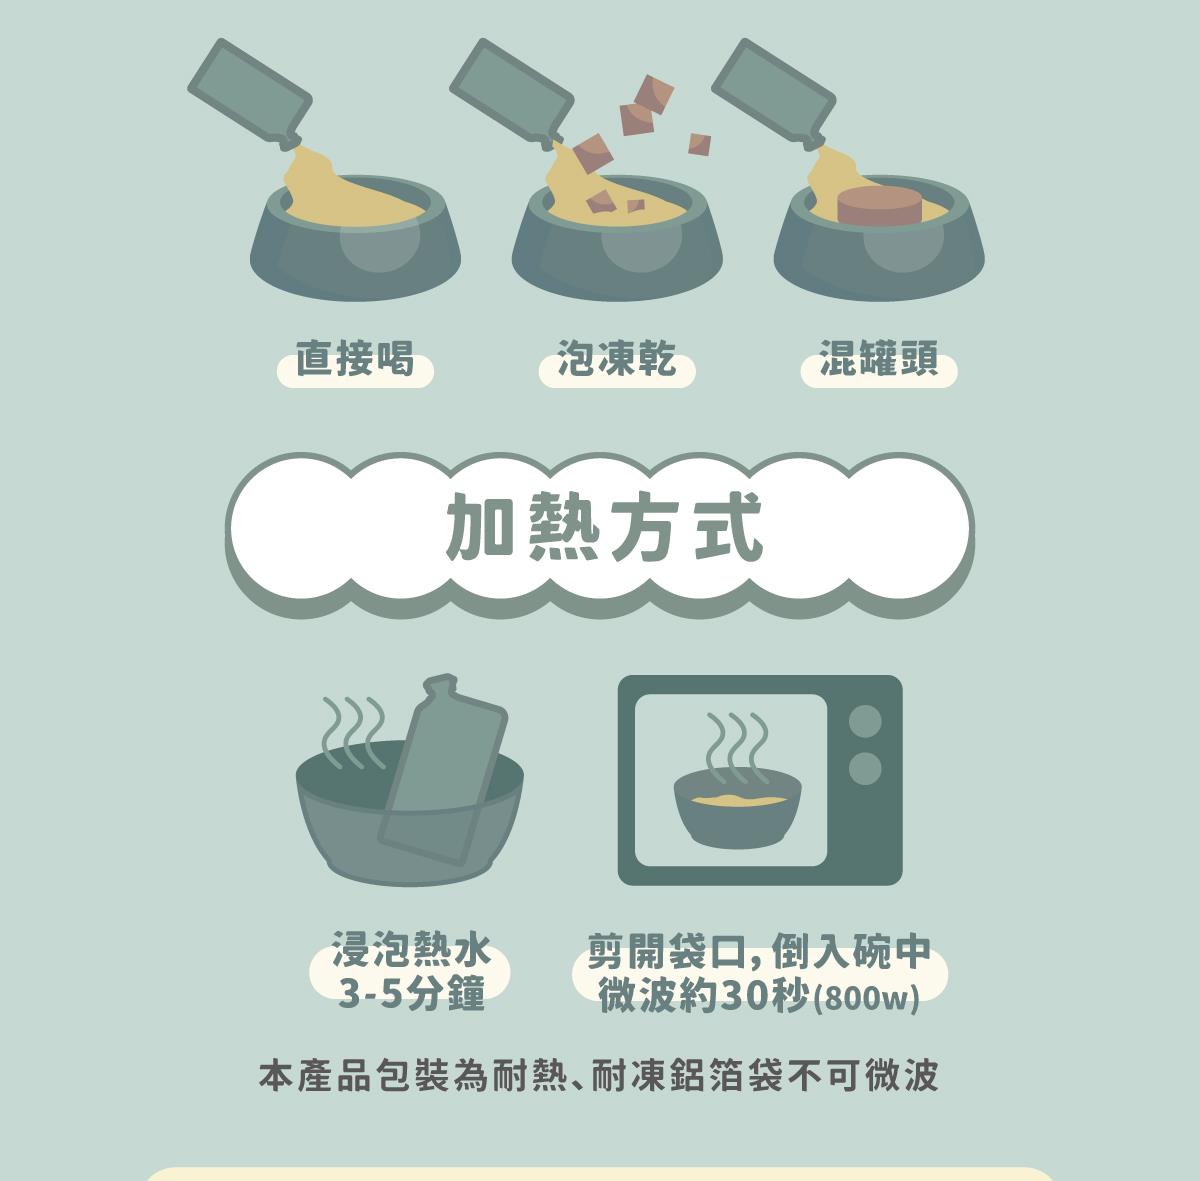 直接喝
泡凍乾
混罐頭
加熱方式
浸泡熱水
3-5分鐘
剪開袋口,倒入碗中
微波約30秒(800w)
本產品包裝為耐熱、耐凍鋁箔袋不可微波